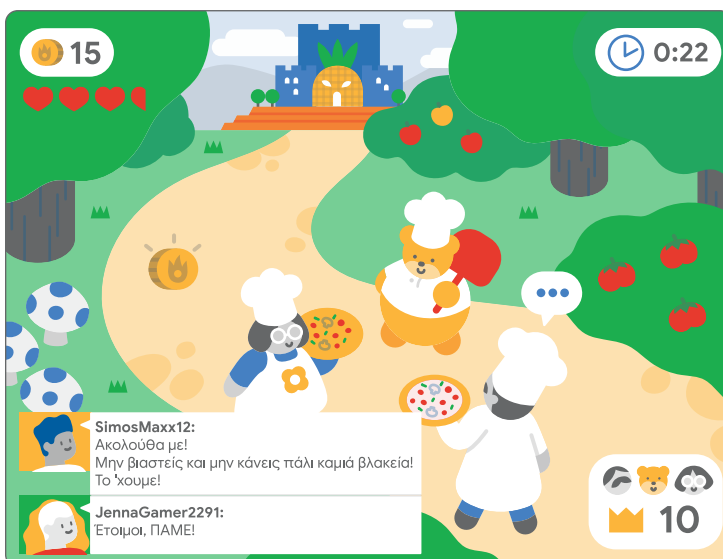 15
0:22
SimosMaxx12:
Ακολούθα με!
Μην βιαστείς και μην κάνεις πάλι καμιά βλακεία!
Το 'χουμε!
JennaGamer2291:
Έτοιμοι, ΠΑΜΕ!
10